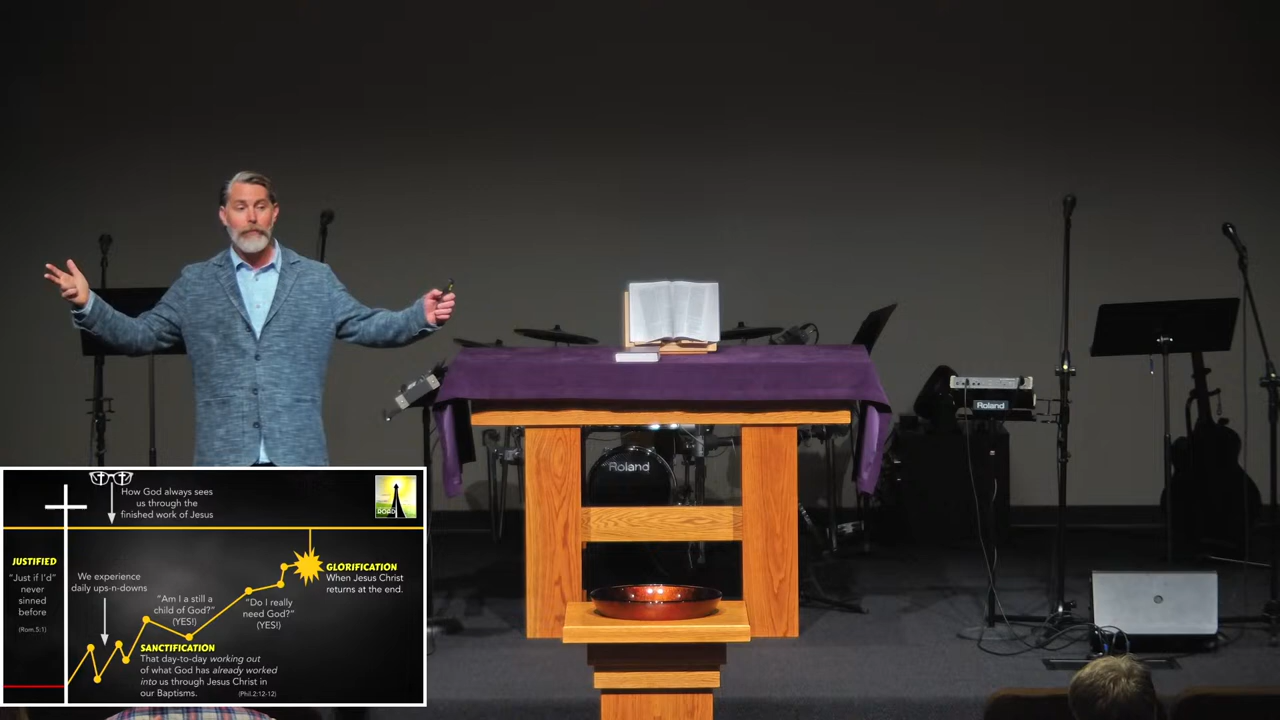 Roland
Roland
How God always sees
us through the
finished work of Jesus
JUSTIFIED
"Just if I'd"
never
sinned
before
(Rom.5:1)
We experience
daily ups-n-downs
"Am I a still a
child of God?"
(YES!)
"Do I really
need God?"
(YES!)
GLORIFICATION
When Jesus Christ
returns at the end.
SANCTIFICATION
That day-to-day working out
of what God has already worked
into us through Jesus Christ in
our Baptisms.
(Phil.2:12-12)